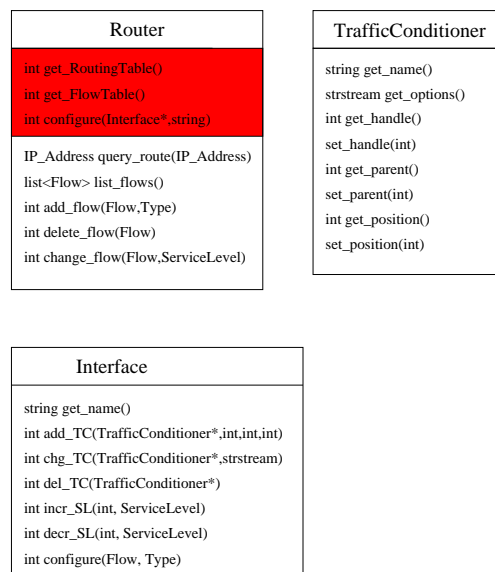 Router
int get_RoutingTable()
int get_FlowTable()
int configure(Interface*,string)
IP_Address query_route(IP_Address)
list<Flow> list_flows()
int add_flow(Flow,Type)
int delete_flow(Flow)
int change_flow(Flow,ServiceLevel)
TrafficConditioner
string get_name()
strstream get_options()
int get_handle()
set_handle(int)
int get_parent()
set_parent(int)
int get_position()
set_position(int)
Interface
string get_name()
int add_TC(TrafficConditioner*,int,int,int)
int chg_TC(TrafficConditioner*,strstream)
int del_TC(TrafficConditioner*)
int incr_SL(int, ServiceLevel)
int decr_SL(int, ServiceLevel)
int configure(Flow, Type)